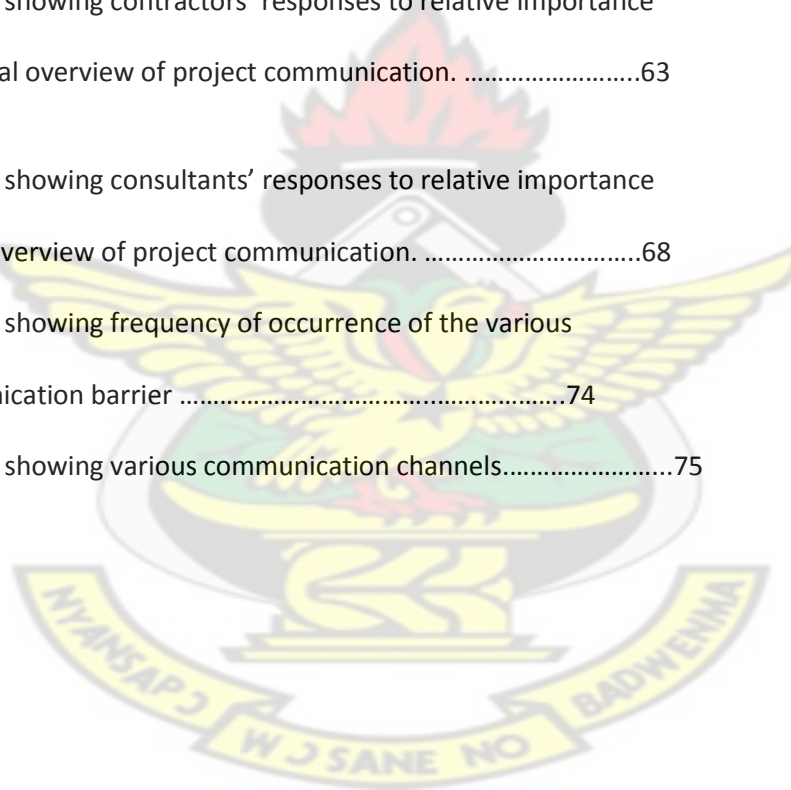 showing contractors’ responses to relative importance
al overview of project communication. ……………………..63
showing consultants’ responses to relative importance
verview of project communication. …………………………..68
showing frequency of occurrence of the various
nication barrier ……………………………..……………….74
showing various communication channels…………………...75
NYANSAPƆ WƆSANE NO BADWENMA